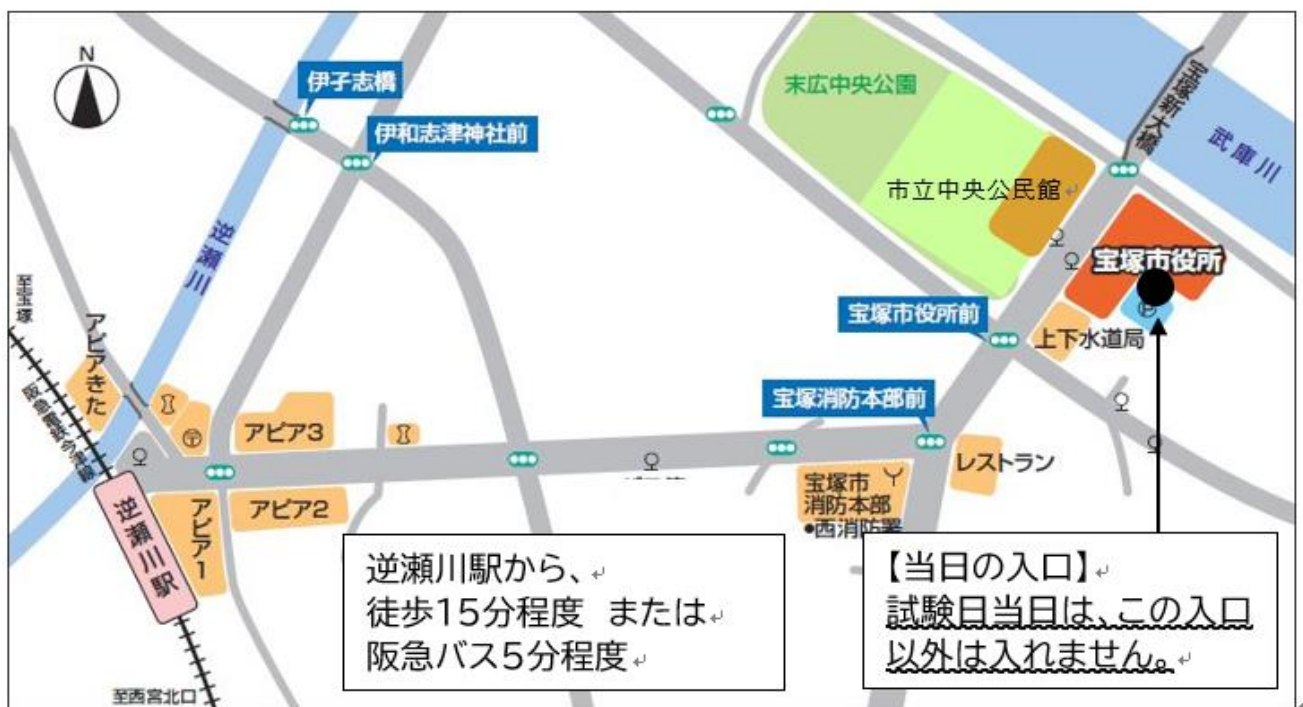 N
伊孑志橋
伊和志津神社前
末広中央公園
宝塚新大橋
武庫川
市立中央公民館
宝塚市役所
逆瀬川
至宝塚
アピアきた
阪急電鉄今津線
宝塚市役所前
上下水道局
宝塚消防本部前
アピア3
レストラン
宝塚市
消防本部
•西消防署
アピア2
アピア1
逆瀬川駅
至西宮北口
逆瀬川駅から、
徒歩15分程度 または
阪急バス5分程度
【当日の入口】
試験日当日は、この入口
以外は入れません。